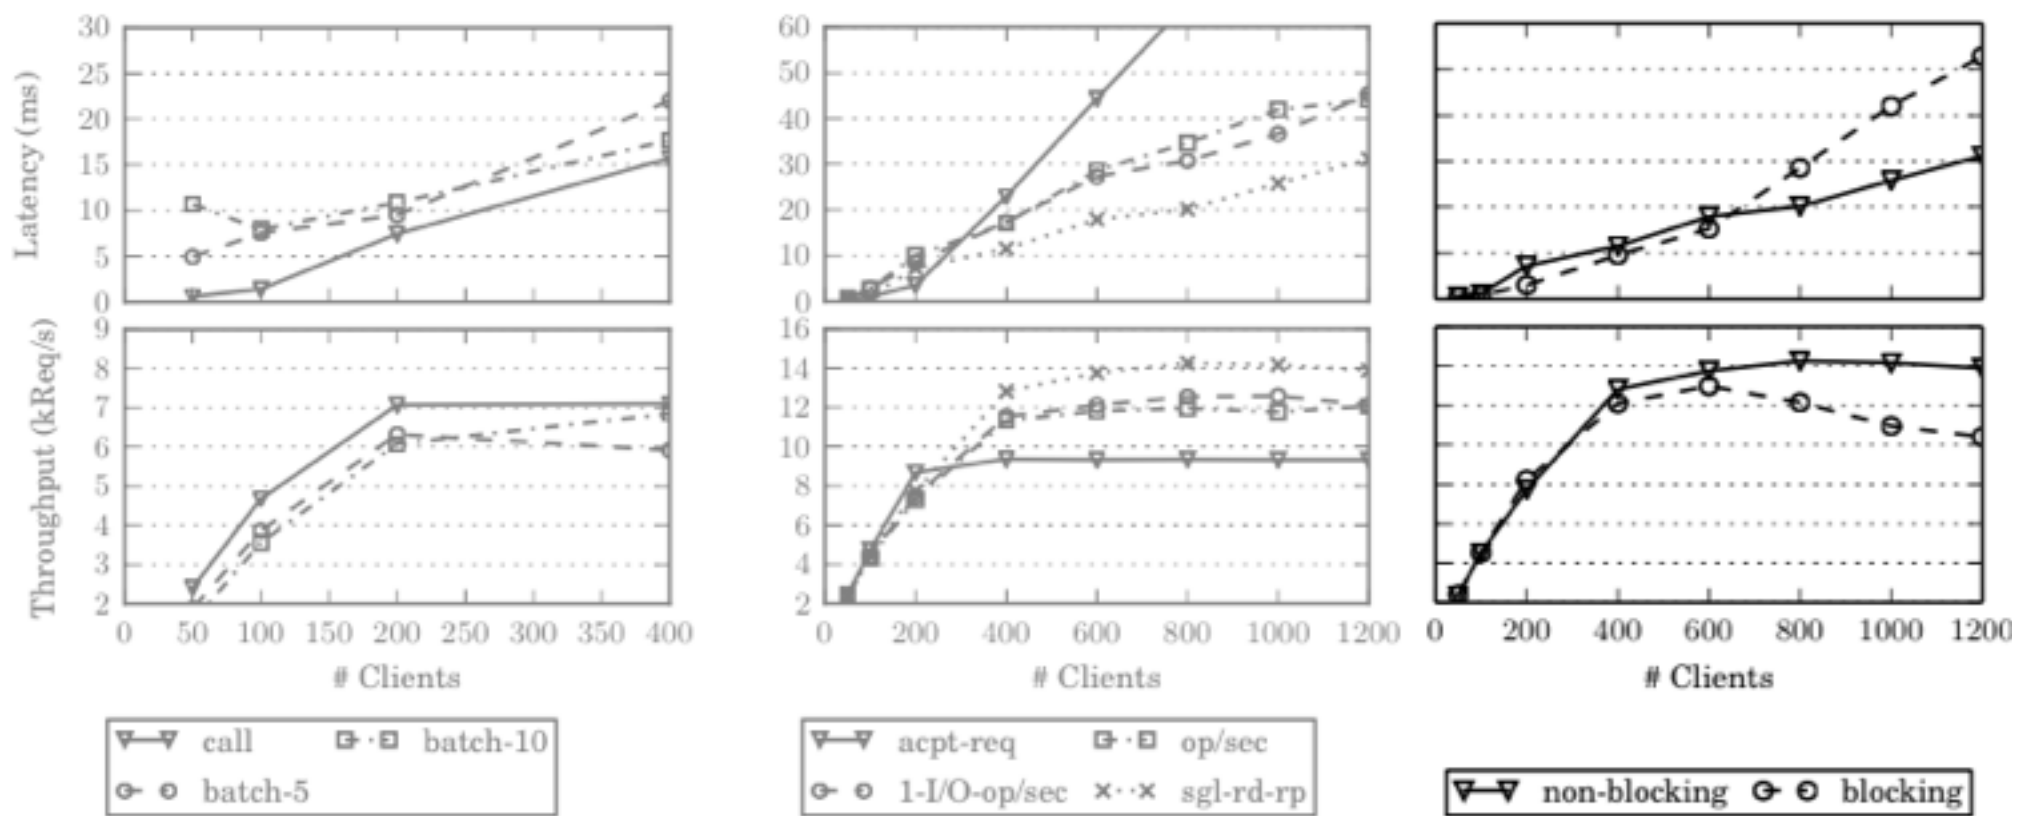 Latency (ms)
30
25
20
15
10
5
0
60
50
40
30
20
10
0
Throughput (kReq/s)
9
8
7
6
5
4
3
2
0 50 100 150 200 250 300 350 400
# Clients
16
14
12
10
8
6
4
2
0 200 400 600 800 1000 1200
# Clients
0 200 400 600 800 1000 1200
# Clients
call batch-10
batch-5
acpt-req op/sec
1-I/O-op/sec sgl-rd-rp
non-blocking blocking